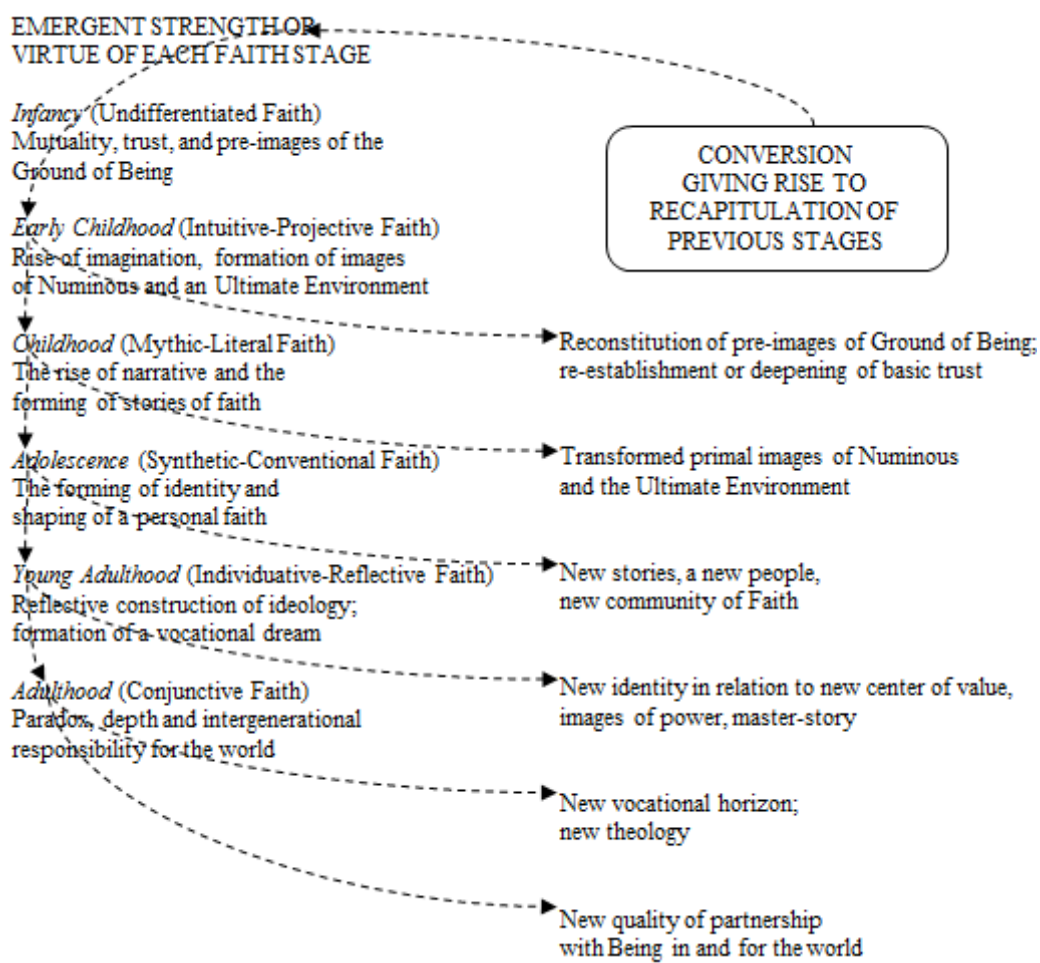 EMERGENT STRENGTH OR
VIRTUE OF EACH FAITH STAGE
Infancy (Undifferentiated Faith)
Mutuality, trust, and pre-images of the
Ground of Being
CONVERSION
GIVING RISE TO
RECAPITULATION OF
PREVIOUS STAGES
Early Childhood (Intuitive-Projective Faith)
Rise of imagination, formation of images
of Numinous and an Ultimate Environment
Childhood (Mythic-Literal Faith)
The rise of narrative and the
forming of stories of faith
Reconstitution of pre-images of Ground of Being;
re-establishment or deepening of basic trust
Adolescence (Synthetic-Conventional Faith)
The forming of identity and
shaping of a personal faith
Transformed primal images of Numinous
and the Ultimate Environment
Young Adulthood (Individuative-Reflective Faith)
Reflective construction of ideology;
formation of a vocational dream
New stories, a new people,
new community of Faith
Adulthood (Conjunctive Faith)
Paradox, depth and intergenerational
responsibility for the world
New identity in relation to new center of value,
images of power, master-story
New vocational horizon;
new theology
New quality of partnership
with Being in and for the world